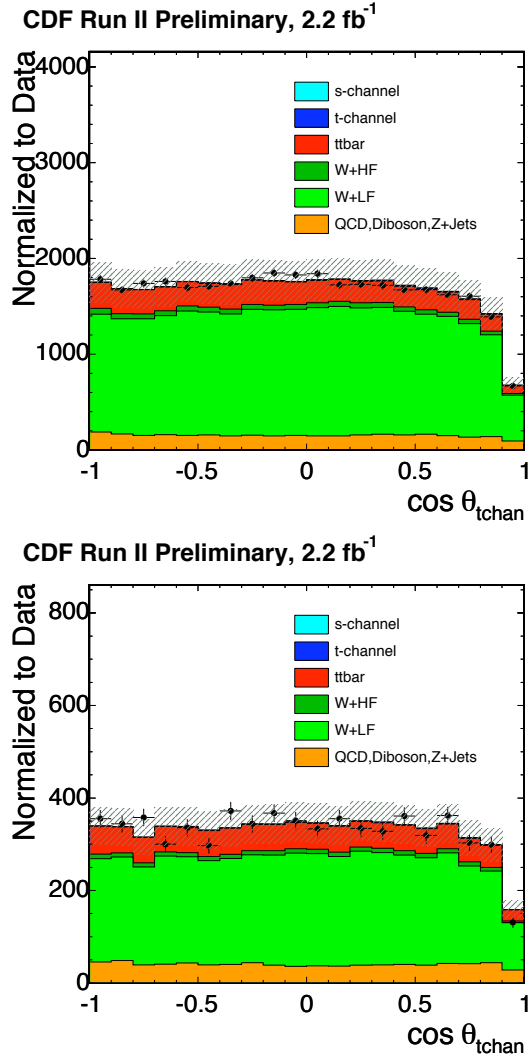 CDF Run II Preliminary, 2.2 fb⁻¹
Normalized to Data
4000
3000
2000
1000
0
s-channel
t-channel
ttbar
W+HF
W+LF
QCD,Diboson,Z+Jets
-1 -0.5 0 0.5 1
cos θtchan
CDF Run II Preliminary, 2.2 fb⁻¹
Normalized to Data
800
600
400
200
0
s-channel
t-channel
ttbar
W+HF
W+LF
QCD,Diboson,Z+Jets
-1 -0.5 0 0.5 1
cos θtchan